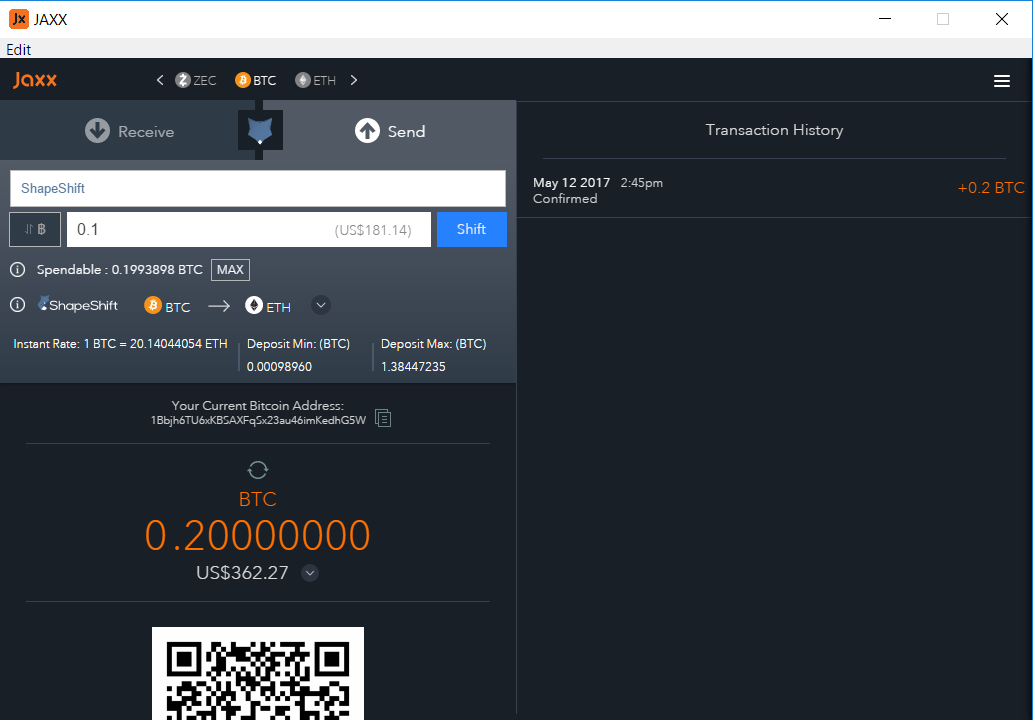 Jx JAXX
Edit
Jaxx
ZEC BTC ETH
Receive Send
ShapeShift
฿ 0.1 (US$181.14) Shift
Spendable : 0.1993898 BTC MAX
ShapeShift BTC ETH
Instant Rate: 1 BTC = 20.14044054 ETH
Deposit Min: (BTC)
0.00098960
Deposit Max: (BTC)
1.38447235
Your Current Bitcoin Address:
1Bbjh6TU6xKBSAXFqSx23au46imKedhG5W
BTC
0.20000000
US$362.27
Transaction History
May 12 2017 2:45pm
Confirmed
+0.2 BTC